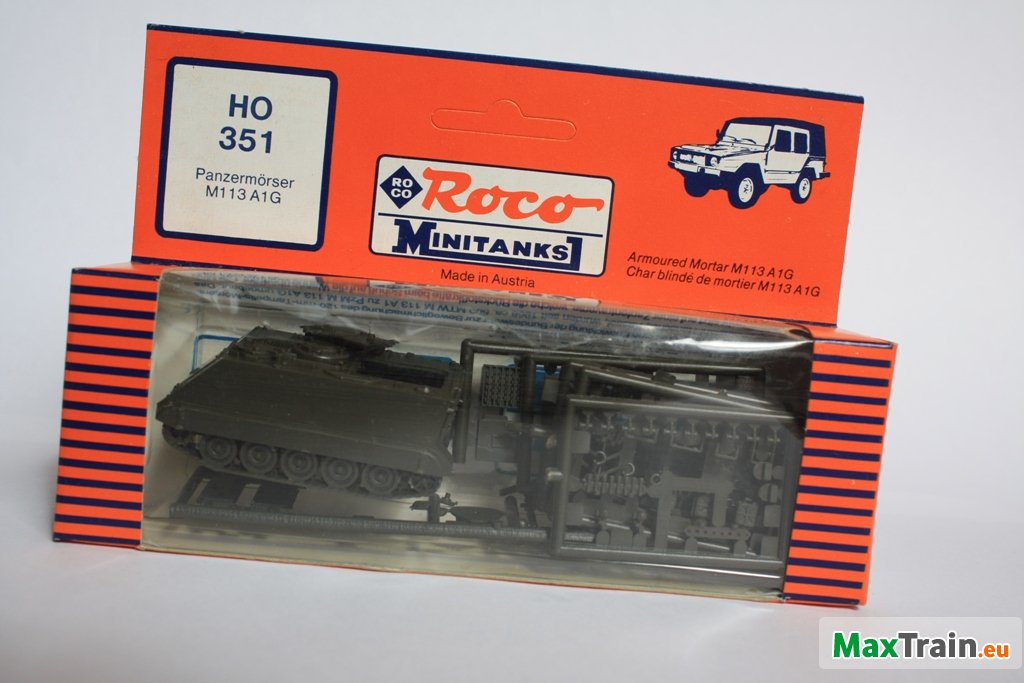 HO
351
Panzermörser
M113 A1G
RO
CO
Roco
MINITANKS
Made in Austria
Armoured Mortar M113 A1G
Char blindé de mortier M113 A1G
MaxTrain.eu